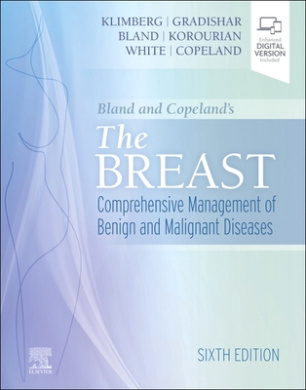 KLIMBERG | GRADISHAR
BLAND | KOROURIAN
WHITE | COPELAND
Enhanced
DIGITAL
VERSION
Included
Bland and Copeland's
The
BREAST
Comprehensive Management of
Benign and Malignant Diseases
ELSEVIER
SIXTH EDITION